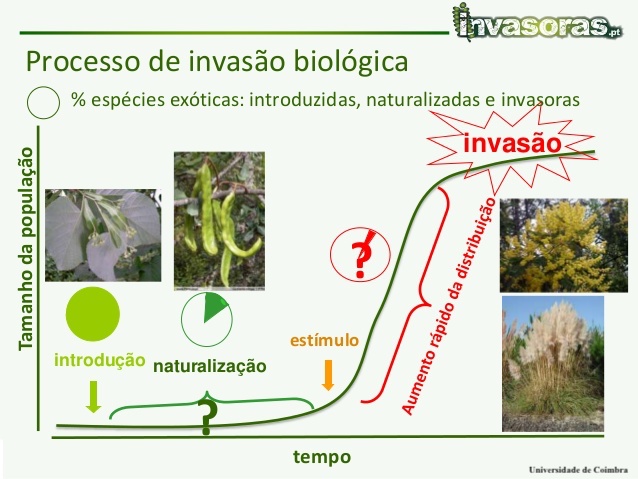 invasoras.pt
Processo de invasão biológica
% espécies exóticas: introduzidas, naturalizadas e invasoras
invasão
Tamanho da população
?
Aumento rápido da distribuição
estímulo
introdução
naturalização
?
tempo
Universidade de Coimbra